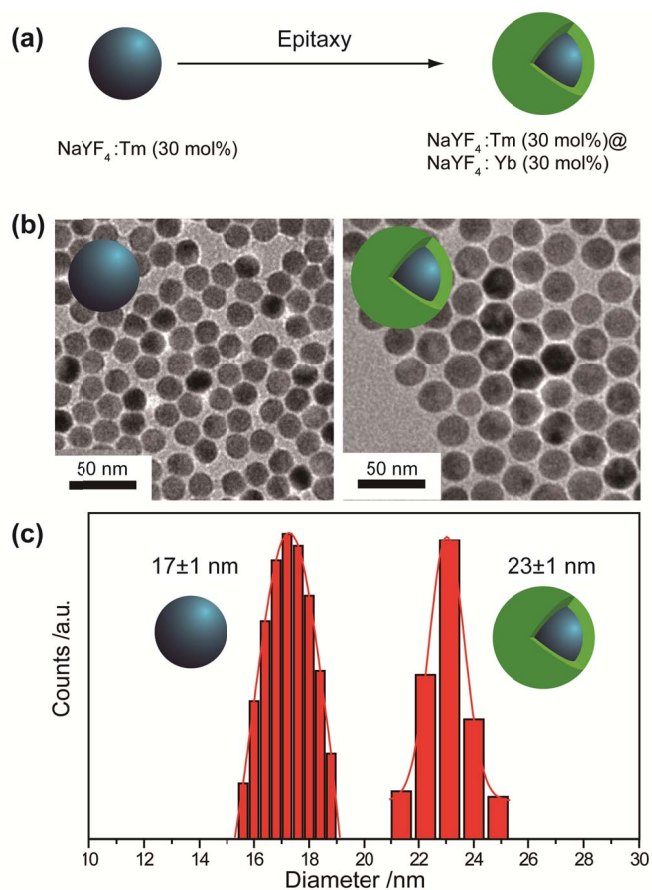 (a)
Epitaxy
NaYF₄:Tm (30 mol%)
NaYF₄:Tm (30 mol%)@
NaYF₄: Yb (30 mol%)
(b)
50 nm
50 nm
(c)
17±1 nm
23±1 nm
Counts /a.u.
10 12 14 16 18 20 22 24 26 28 30
Diameter /nm